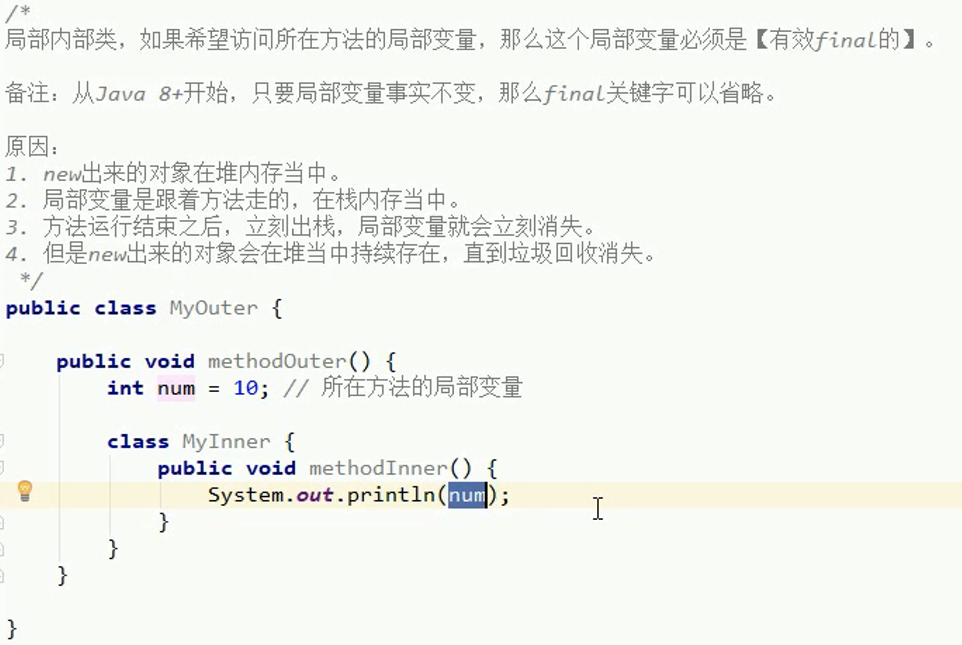 /*
局部内部类，如果希望访问所在方法的局部变量，那么这个局部变量必须是【有效final的】。
备注：从Java 8+开始，只要局部变量事实不变，那么final关键字可以省略。
原因：
1. new出来的对象在堆内存当中。
2. 局部变量是跟着方法走的，在栈内存当中。
3. 方法运行结束之后，立刻出栈，局部变量就会立刻消失。
4. 但是new出来的对象会在堆当中持续存在，直到垃圾回收消失。
*/
public class MyOuter {
public void methodOuter() {
int num = 10; // 所在方法的局部变量
class MyInner {
public void methodInner() {
System.out.println(num);
}
}
}
}